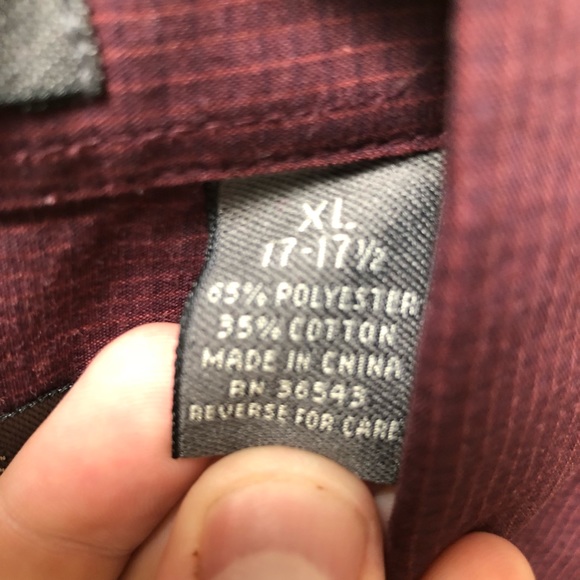 XL
17-17½
65% POLYESTER
35% COTTON
MADE IN CHINA
RN 36543
REVERSE FOR CARE